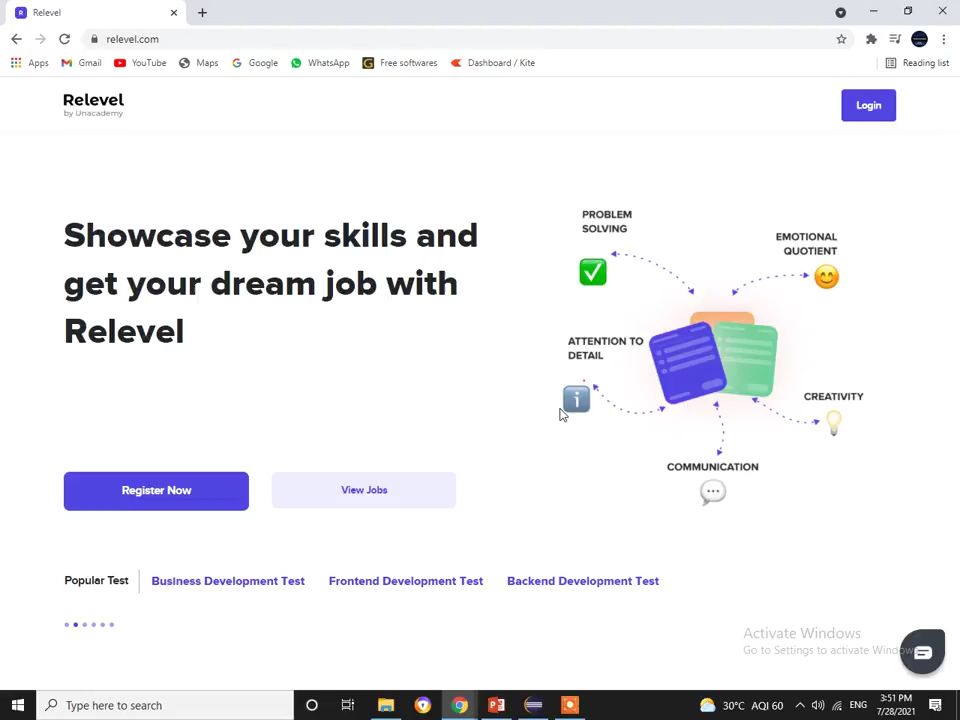 Relevel
relevel.com
Apps
Gmail
YouTube
Maps
Google
WhatsApp
Free softwares
Dashboard / Kite
Reading list
Relevel
by Unacademy
Login
Showcase your skills and
get your dream job with
Relevel
PROBLEM
SOLVING
EMOTIONAL
QUOTIENT
ATTENTION TO
DETAIL
CREATIVITY
COMMUNICATION
Register Now
View Jobs
Popular Test
Business Development Test
Frontend Development Test
Backend Development Test
Activate Windows
Go to Settings to activate Windows
Type here to search
30°C AQI 60
ENG
3:51 PM
7/28/2021